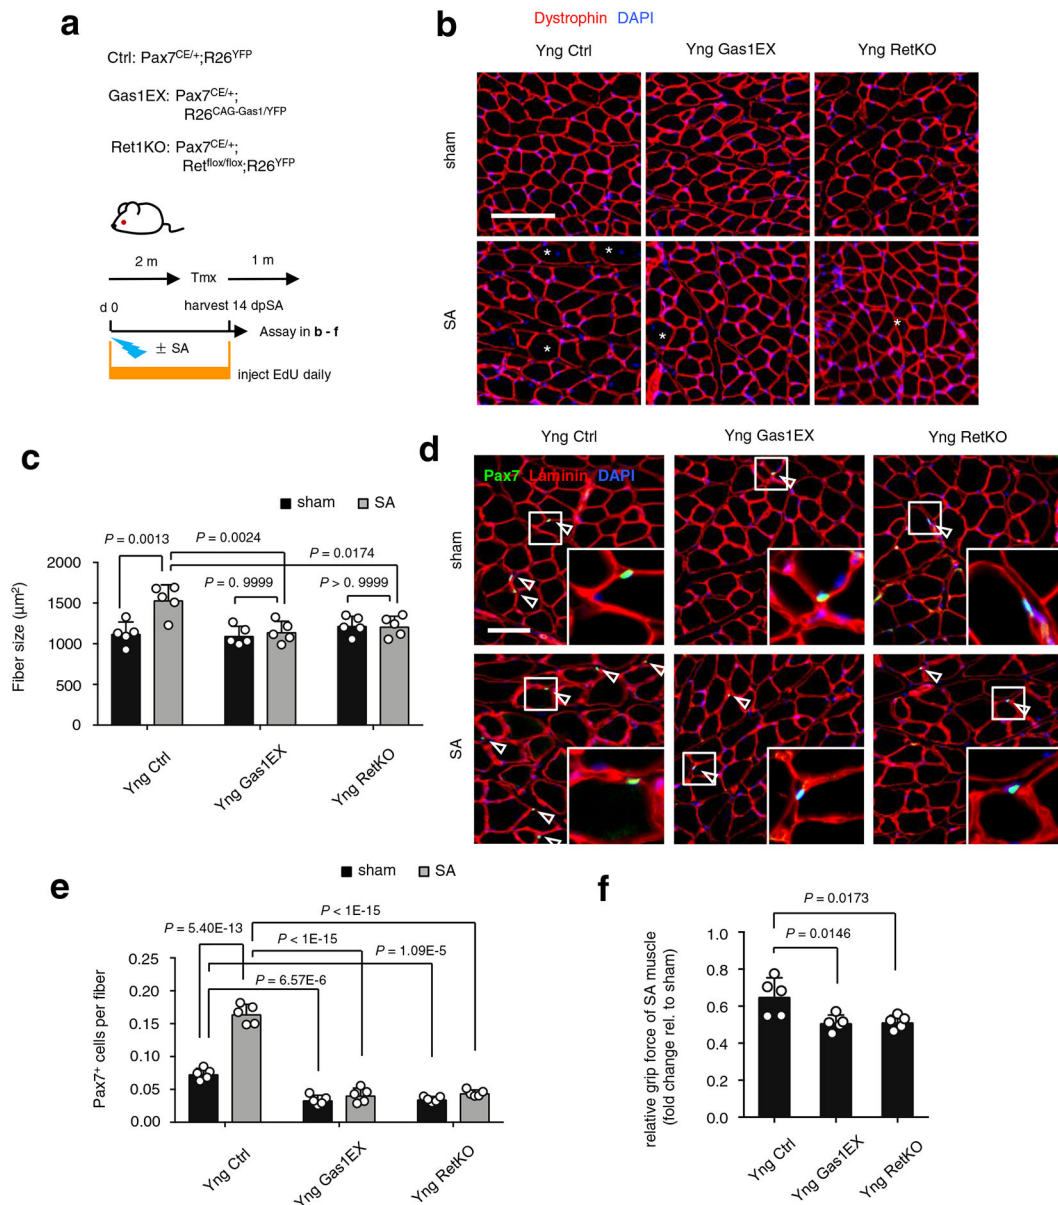 a
Ctrl: Pax7CE/+;R26YFP
Gas1EX: Pax7CE/+;
R26CAG-Gas1/YFP
Ret1KO: Pax7CE/+;
Retflox/flox;R26YFP
2 m
Tmx
1 m
d 0
harvest 14 dpSA
Assay in b - f
± SA
inject EdU daily
b
Dystrophin DAPI
Yng Ctrl
Yng Gas1EX
Yng RetKO
sham
SA
*
*
*
*
*
c
sham
SA
P = 0.0013
P = 0.0024
P = 0.0174
P = 0. 9999
P > 0. 9999
Fiber size (µm2)
2000
1500
1000
500
0
Yng Ctrl
Yng Gas1EX
Yng RetKO
d
Yng Ctrl
Yng Gas1EX
Yng RetKO
Pax7 Laminin DAPI
sham
SA
e
sham
SA
P = 5.40E-13
P < 1E-15
P < 1E-15
P = 1.09E-5
P = 6.57E-6
Pax7+ cells per fiber
0.25
0.20
0.15
0.10
0.05
0.00
Yng Ctrl
Yng Gas1EX
Yng RetKO
f
P = 0.0173
P = 0.0146
relative grip force of SA muscle
(fold change rel. to sham)
1.0
0.8
0.6
0.4
0.2
0.0
Yng Ctrl
Yng Gas1EX
Yng RetKO